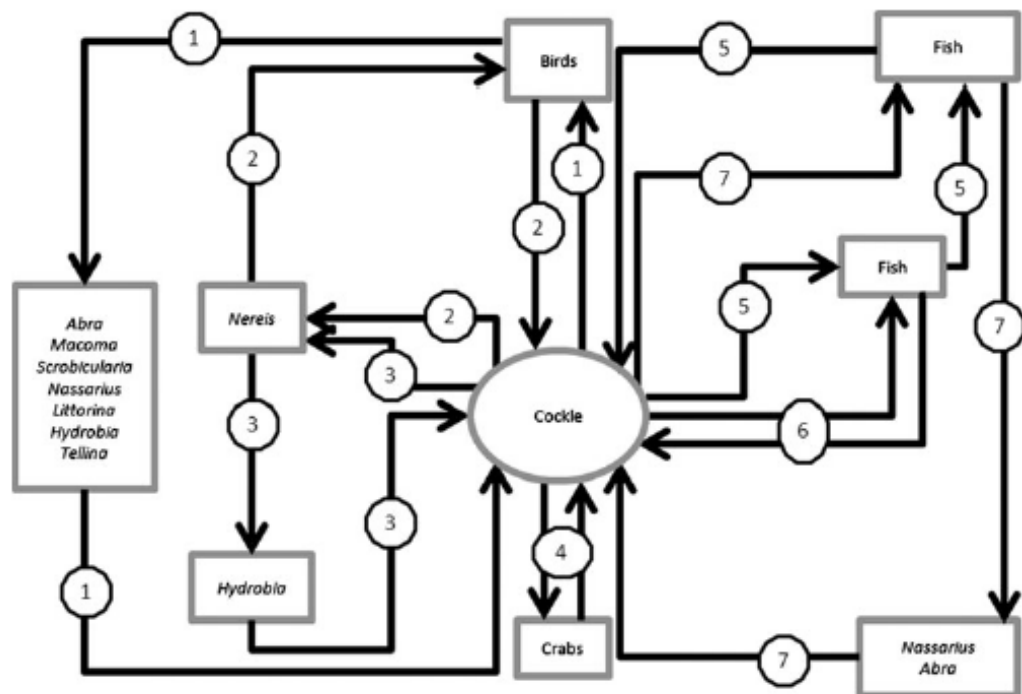 1
Birds
5
Fish
2
7
1
5
2
Fish
5
7
Abra
Macoma
Scrobicularia
Nassarius
Littorina
Hydrobia
Tellina
Nereis
2
3
3
Cockle
6
3
4
Hydrobia
1
Crabs
7
Nassarius
Abra